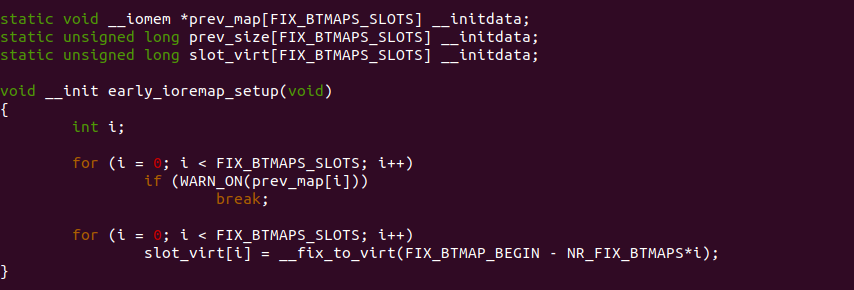 static void __iomem *prev_map[FIX_BTMAPS_SLOTS] __initdata;
static unsigned long prev_size[FIX_BTMAPS_SLOTS] __initdata;
static unsigned long slot_virt[FIX_BTMAPS_SLOTS] __initdata;

void __init early_ioremap_setup(void)
{
        int i;

        for (i = 0; i < FIX_BTMAPS_SLOTS; i++)
                if (WARN_ON(prev_map[i]))
                        break;

        for (i = 0; i < FIX_BTMAPS_SLOTS; i++)
                slot_virt[i] = __fix_to_virt(FIX_BTMAP_BEGIN - NR_FIX_BTMAPS*i);
}